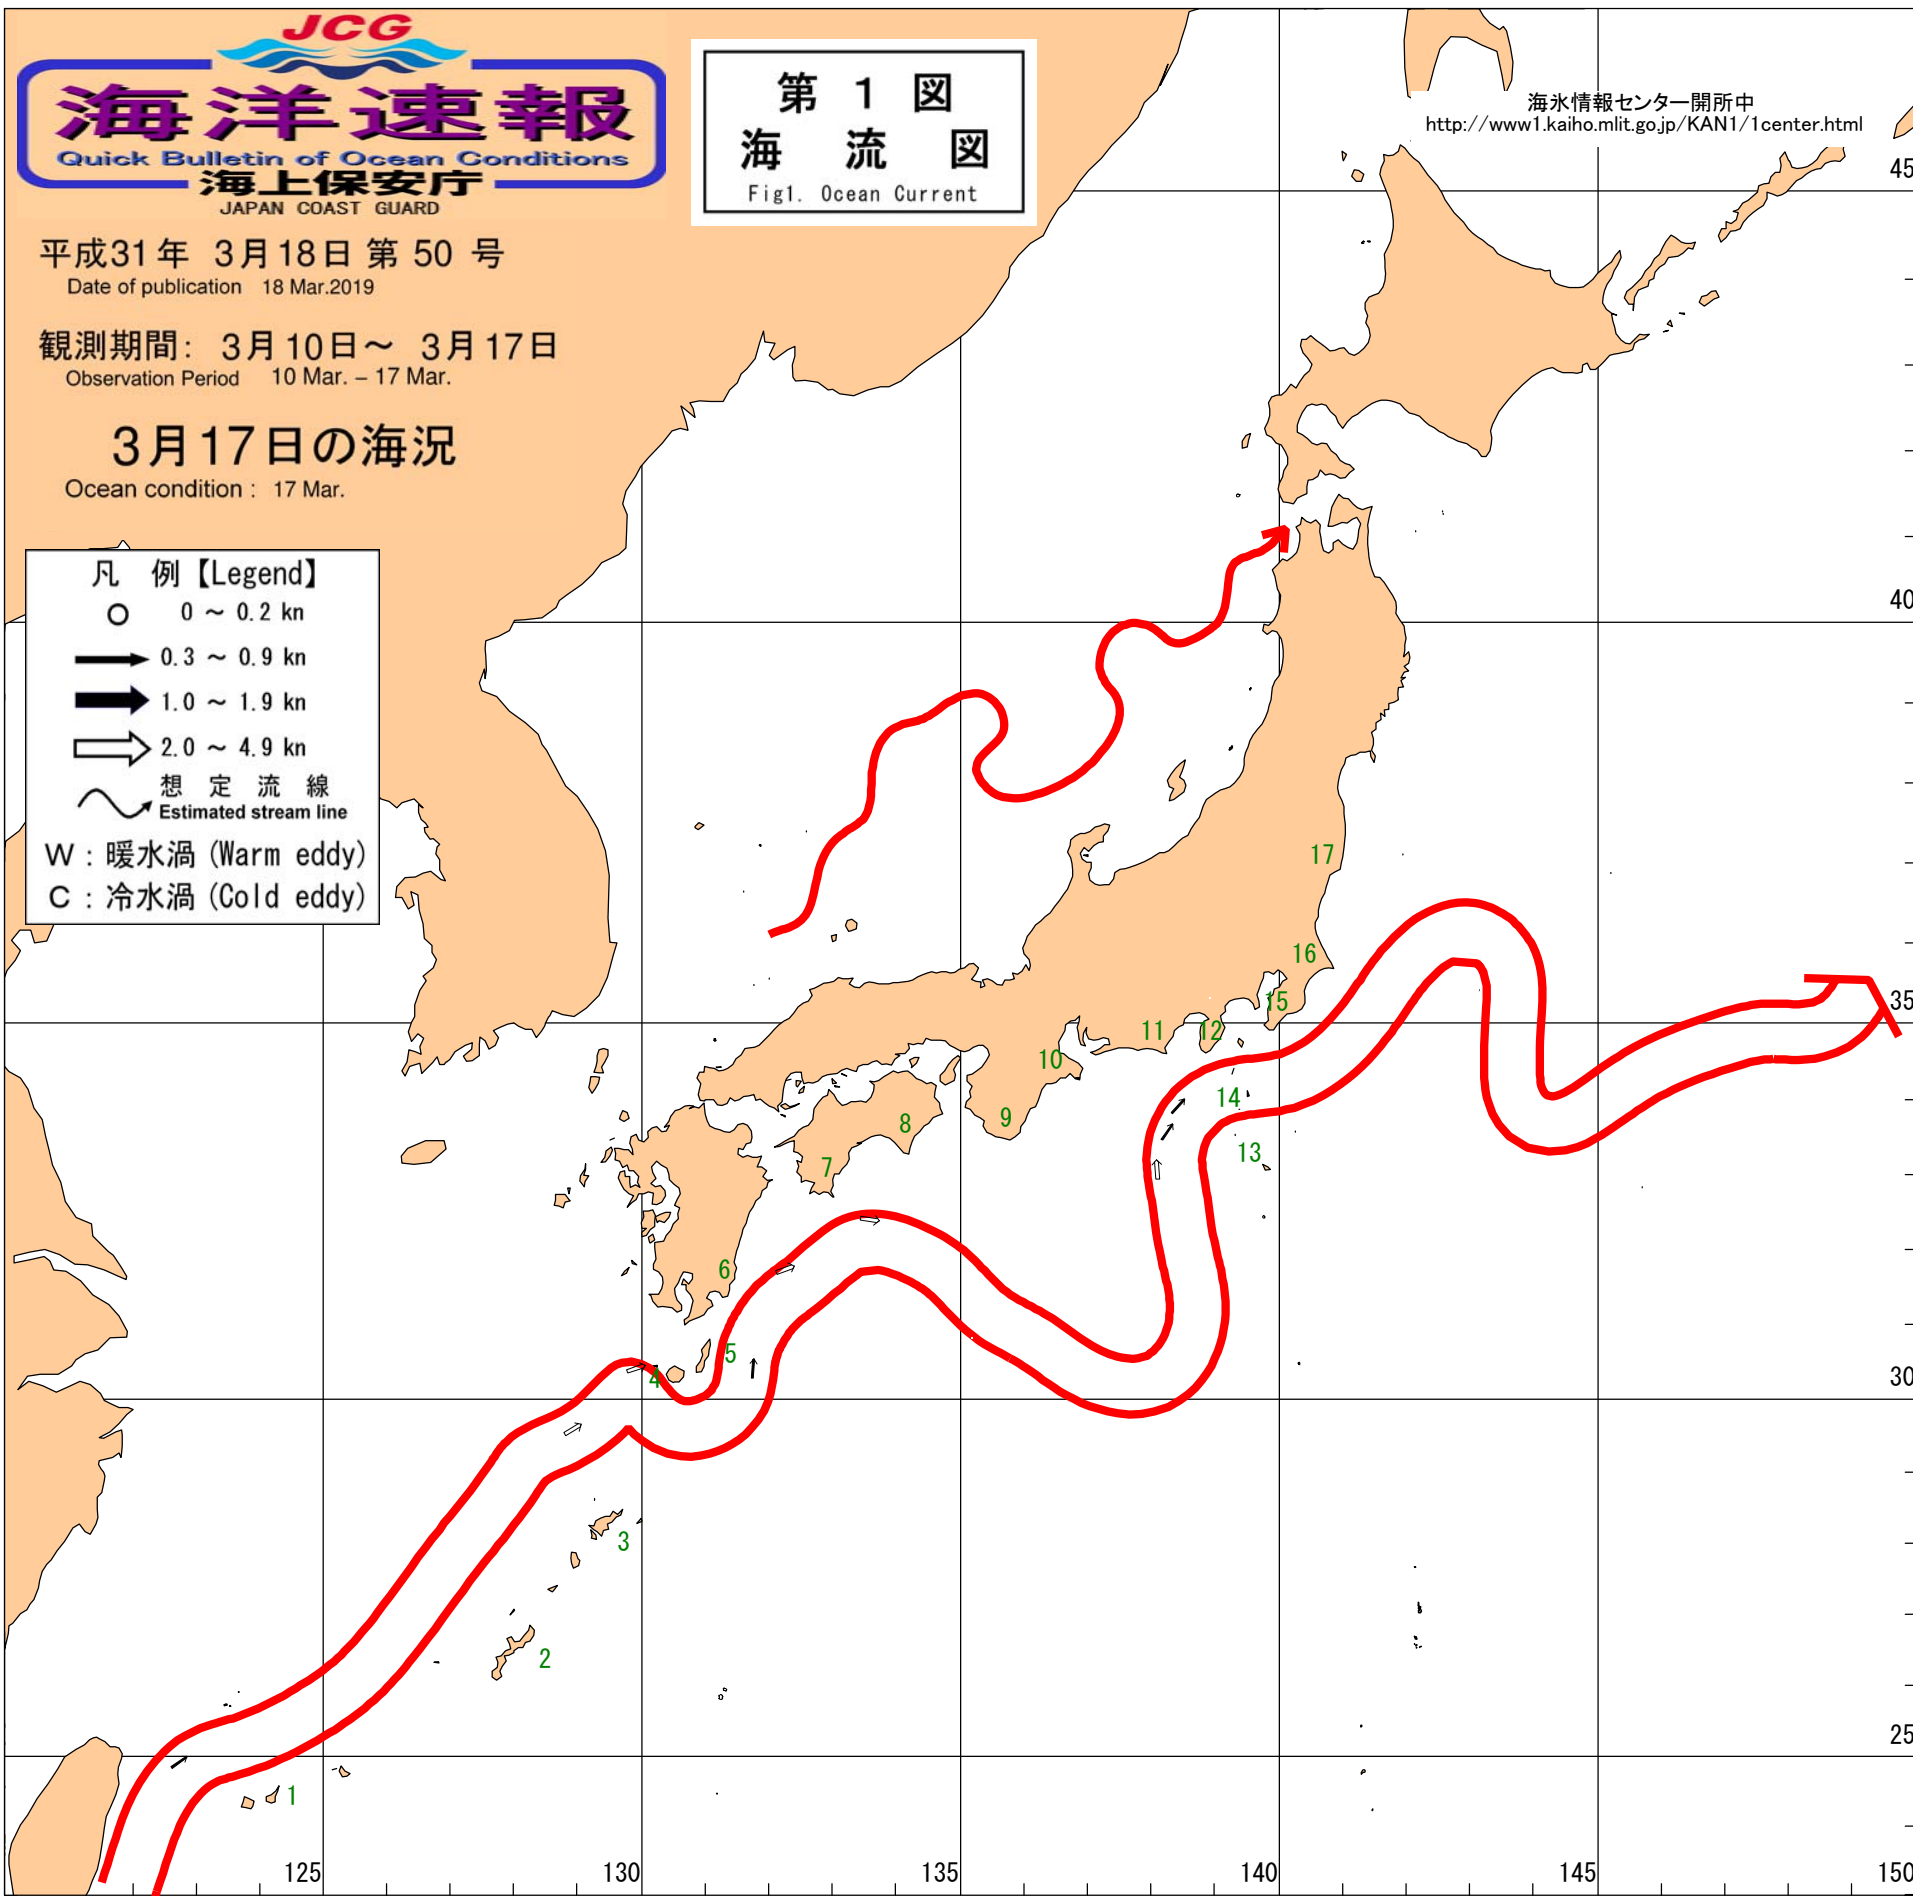 JCG
海洋速報
Quick Bulletin of Ocean Conditions
海上保安庁
JAPAN COAST GUARD
第 1 図
海 流 図
Fig1. Ocean Current
海氷情報センター開所中
http://www1.kaiho.mlit.go.jp/KAN1/1center.html
平成31年 3月18日 第 50 号
Date of publication 18 Mar.2019
観測期間: 3月10日～ 3月17日
Observation Period 10 Mar. – 17 Mar.
3月17日の海況
Ocean condition : 17 Mar.
凡 例【Legend】
0 ～ 0.2 kn
0.3 ～ 0.9 kn
1.0 ～ 1.9 kn
2.0 ～ 4.9 kn
想 定 流 線
Estimated stream line
W : 暖水渦 (Warm eddy)
C : 冷水渦 (Cold eddy)
45
40
17
16
35
15
12
11
10
14
9
8
13
7
6
5
4
30
3
2
25
1
125
130
135
140
145
150